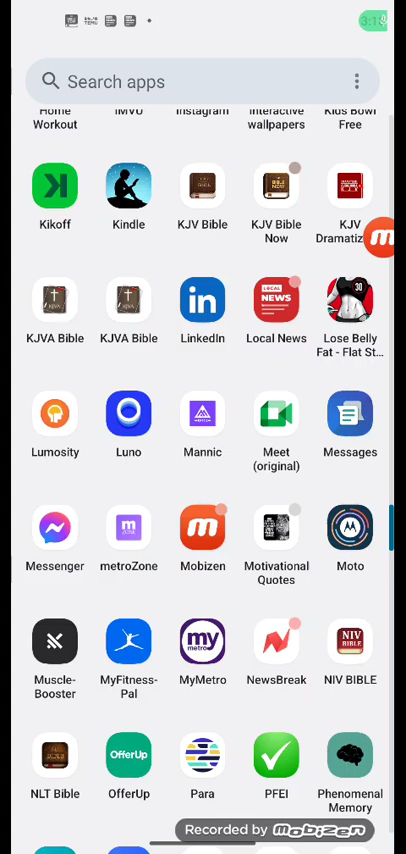 3:1
Search apps
Home IMVU Instagram Interactive Kids Bowl
Workout wallpapers Free
Kikoff Kindle KJV Bible KJV Bible KJV
Now Dramatiz
KJVA Bible KJVA Bible LinkedIn Local News Lose Belly
Fat - Flat St...
Lumosity Luno Mannic Meet Messages
(original)
Messenger metroZone Mobizen Motivational Moto
Quotes
Muscle- MyFitness- MyMetro NewsBreak NIV BIBLE
Booster Pal
NLT Bible OfferUp Para PFEI Phenomenal
Memory
Recorded by mobizen